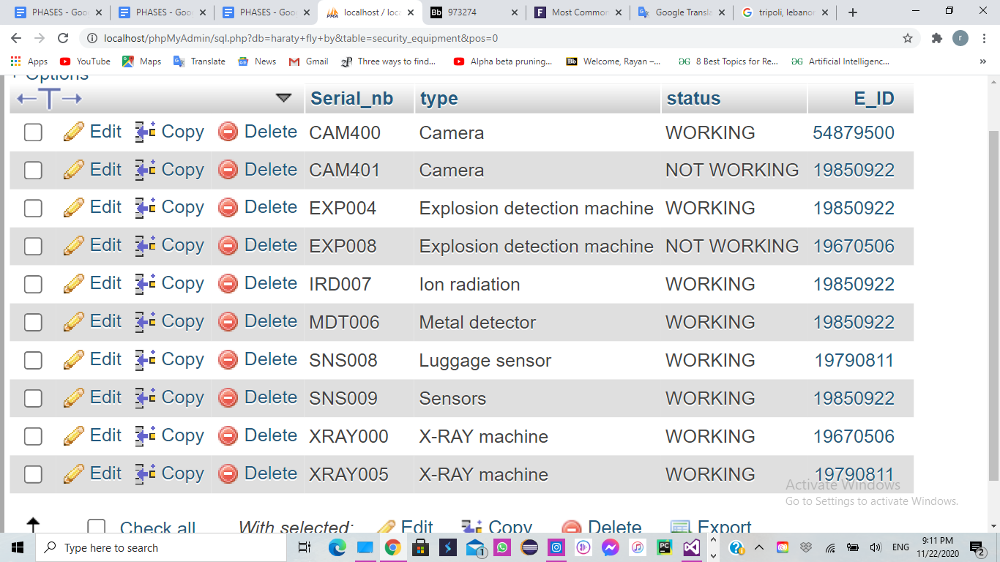 PHASES - Goo
PHASES - Goo
PHASES - Goo
localhost / loca
973274
Most Common
Google Transla
tripoli, lebanon
localhost/phpMyAdmin/sql.php?db=haraty+fly+by&table=security_equipment&pos=0
Apps YouTube Maps Translate News Gmail Three ways to find... Alpha beta pruning... Welcome, Rayan –... 8 Best Topics for Re... Artificial Intelligenc... »
+ Options
Serial_nb type status E_ID
Edit Copy Delete CAM400 Camera WORKING 54879500
Edit Copy Delete CAM401 Camera NOT WORKING 19850922
Edit Copy Delete EXP004 Explosion detection machine WORKING 19850922
Edit Copy Delete EXP008 Explosion detection machine NOT WORKING 19670506
Edit Copy Delete IRD007 Ion radiation WORKING 19850922
Edit Copy Delete MDT006 Metal detector WORKING 19850922
Edit Copy Delete SNS008 Luggage sensor WORKING 19790811
Edit Copy Delete SNS009 Sensors WORKING 19850922
Edit Copy Delete XRAY000 X-RAY machine WORKING 19670506
Edit Copy Delete XRAY005 X-RAY machine WORKING 19790811
Activate Windows
Go to Settings to activate Windows.
Check all With selected: Edit Copy Delete Export
Type here to search
ENG
9:11 PM
11/22/2020